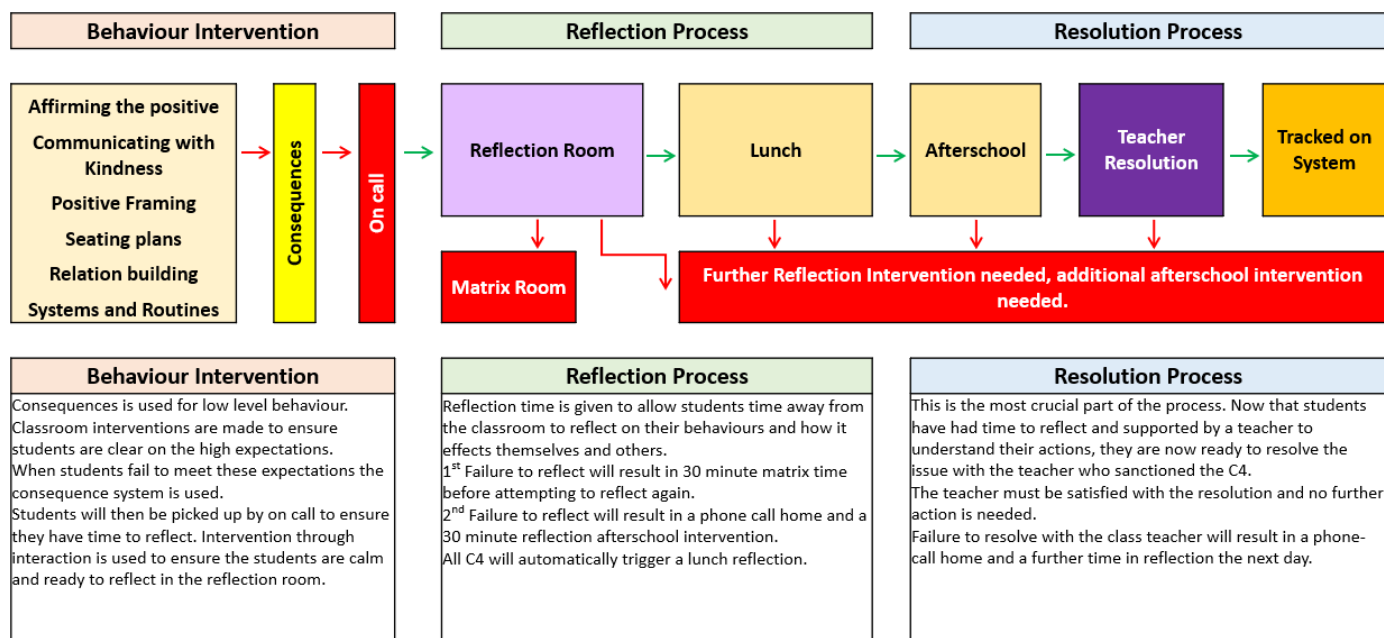 Behaviour Intervention
Reflection Process
Resolution Process
Affirming the positive
Communicating with
Kindness
Positive Framing
Seating plans
Relation building
Systems and Routines
Consequences
On call
Reflection Room
Lunch
Afterschool
Teacher
Resolution
Tracked on
System
Matrix Room
Further Reflection Intervention needed, additional afterschool intervention
needed.
Behaviour Intervention
Consequences is used for low level behaviour.
Classroom interventions are made to ensure
students are clear on the high expectations.
When students fail to meet these expectations the
consequence system is used.
Students will then be picked up by on call to ensure
they have time to reflect. Intervention through
interaction is used to ensure the students are calm
and ready to reflect in the reflection room.
Reflection Process
Reflection time is given to allow students time away from
the classroom to reflect on their behaviours and how it
effects themselves and others.
1st Failure to reflect will result in 30 minute matrix time
before attempting to reflect again.
2nd Failure to reflect will result in a phone call home and a
30 minute reflection afterschool intervention.
All C4 will automatically trigger a lunch reflection.
Resolution Process
This is the most crucial part of the process. Now that students
have had time to reflect and supported by a teacher to
understand their actions, they are now ready to resolve the
issue with the teacher who sanctioned the C4.
The teacher must be satisfied with the resolution and no further
action is needed.
Failure to resolve with the class teacher will result in a phone-
call home and a further time in reflection the next day.